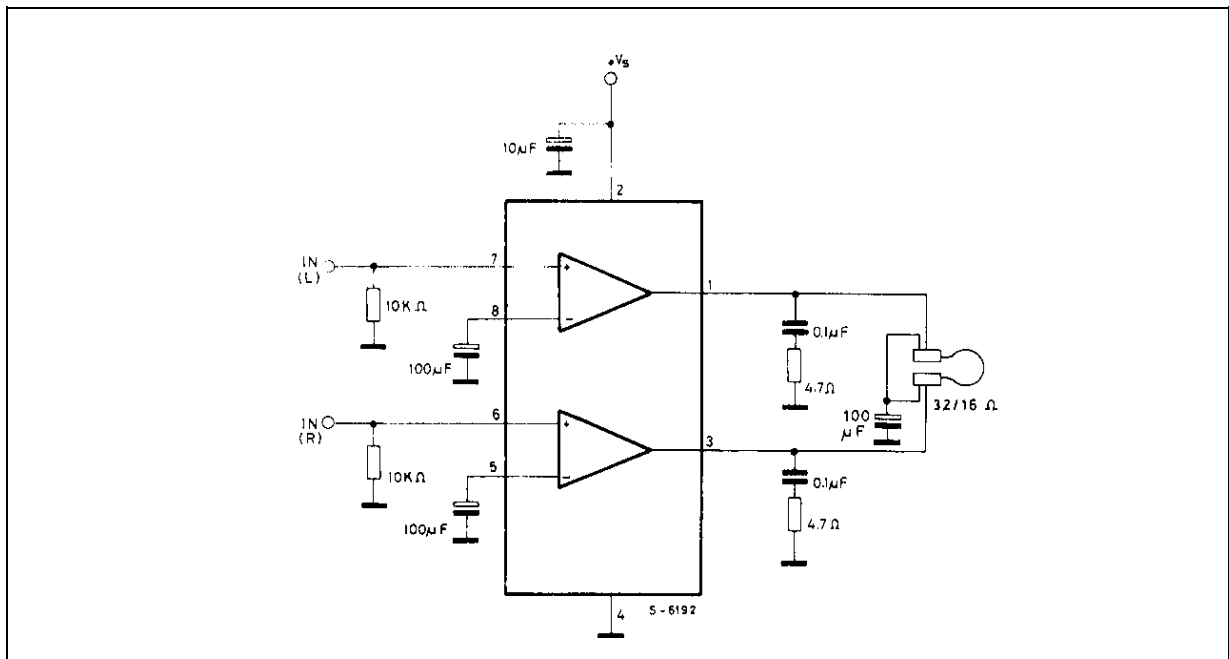 +Vs
10µF
2
IN
(L)
7
+
1
10KΩ
8
−
0.1µF
100µF
4.7Ω
32/16 Ω
100
µF
IN
(R)
6
+
3
10KΩ
5
−
0.1µF
100µF
4.7Ω
4
S-6192